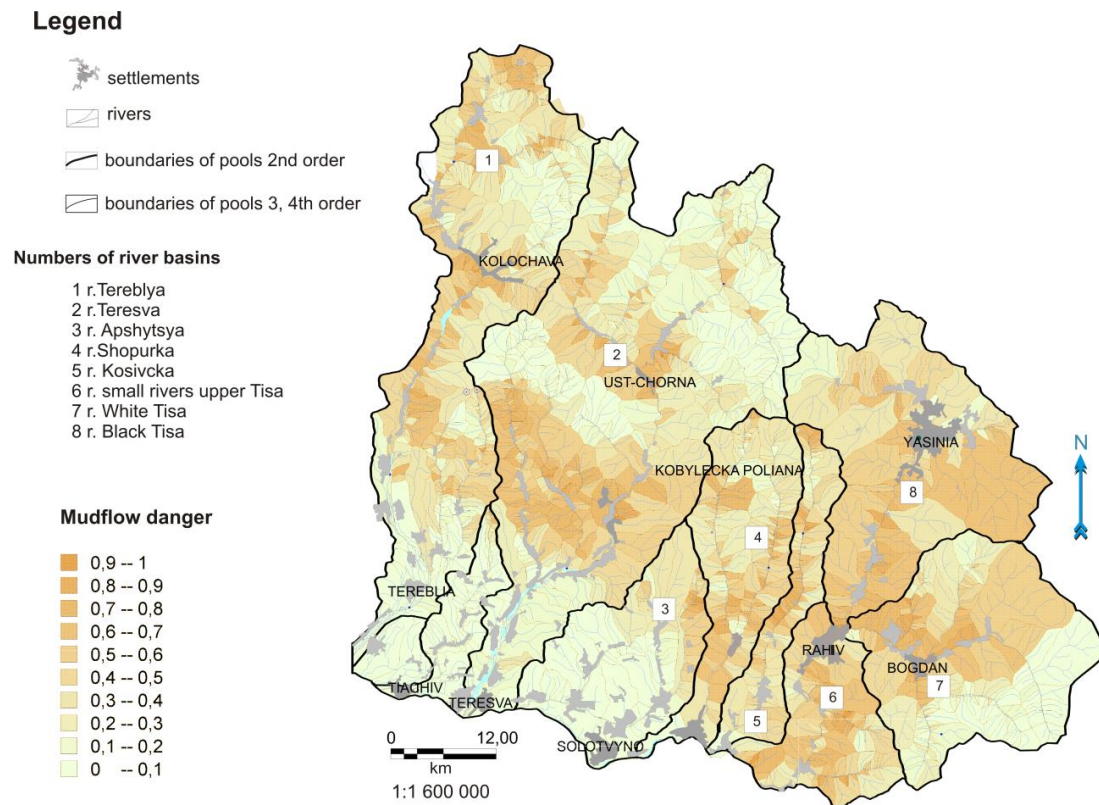 Legend
settlements
rivers
boundaries of pools 2nd order
boundaries of pools 3, 4th order
Numbers of river basins
1 r.Tereblya
2 r.Teresva
3 r. Apshytsya
4 r.Shopurka
5 r. Kosivcka
6 r. small rivers upper Tisa
7 r. White Tisa
8 r. Black Tisa
Mudflow danger
0,9 -- 1
0,8 -- 0,9
0,7 -- 0,8
0,6 -- 0,7
0,5 -- 0,6
0,4 -- 0,5
0,3 -- 0,4
0,2 -- 0,3
0,1 -- 0,2
0 -- 0,1
1
KOLOCHAVA
2
UST-CHORNA
YASINIA
KOBYLECKA POLIANA
8
4
TEREBLIA
3
RAHIV
BOGDAN
TIACHIV
TERESVA
7
6
5
SOLOTVYNO
N
0 12,00
km
1:1 600 000